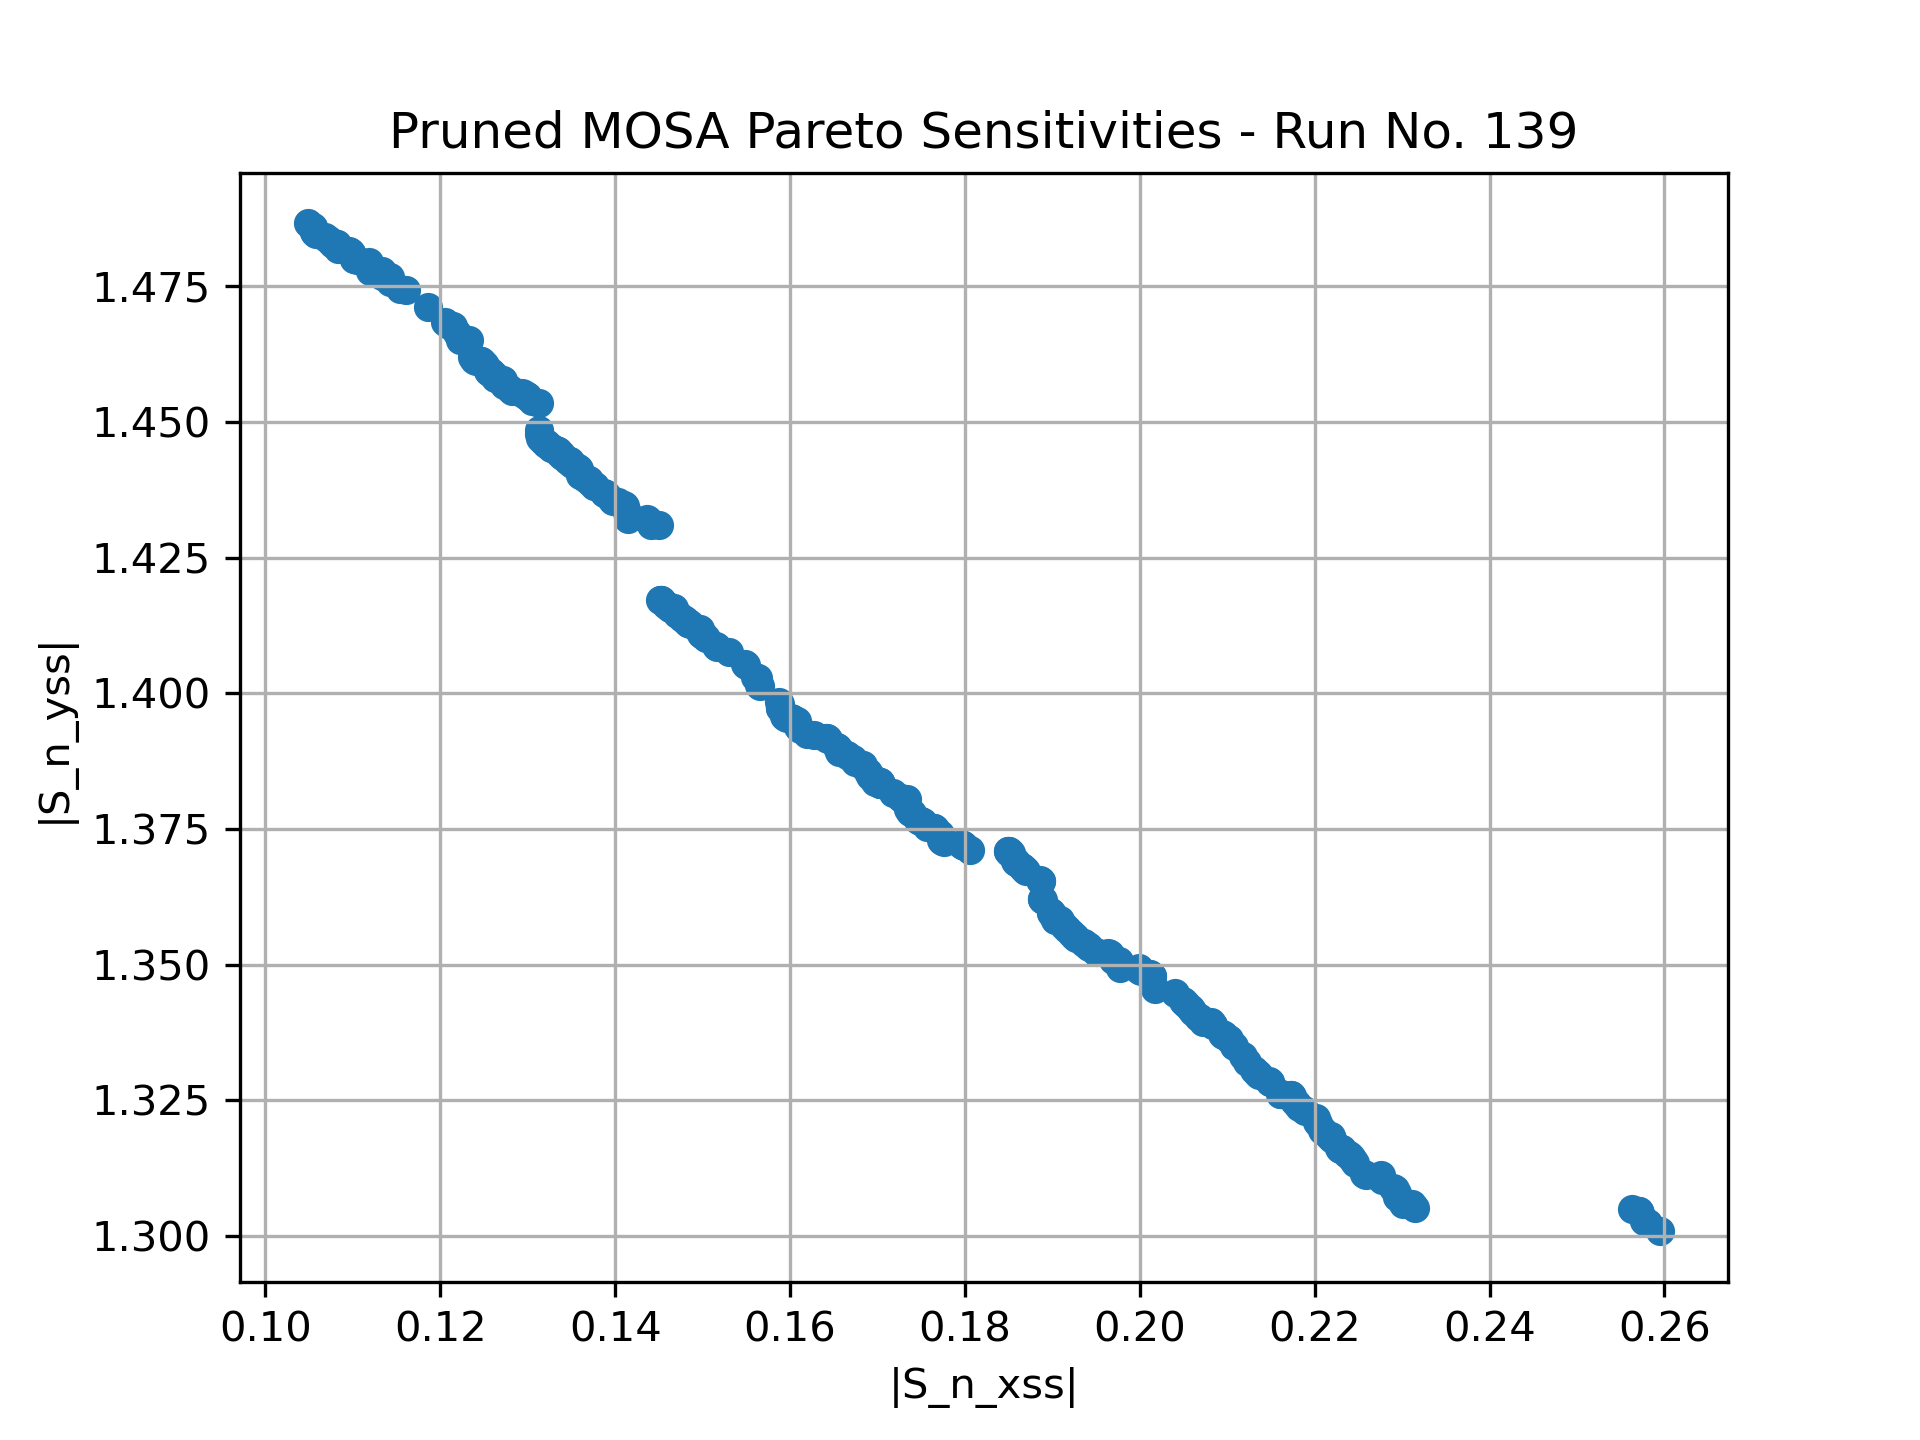 Pruned MOSA Pareto Sensitivities - Run No. 139
1.475
1.450
1.425
1.400
1.375
1.350
1.325
1.300
|S_n_yss|
0.10 0.12 0.14 0.16 0.18 0.20 0.22 0.24 0.26
|S_n_xss|